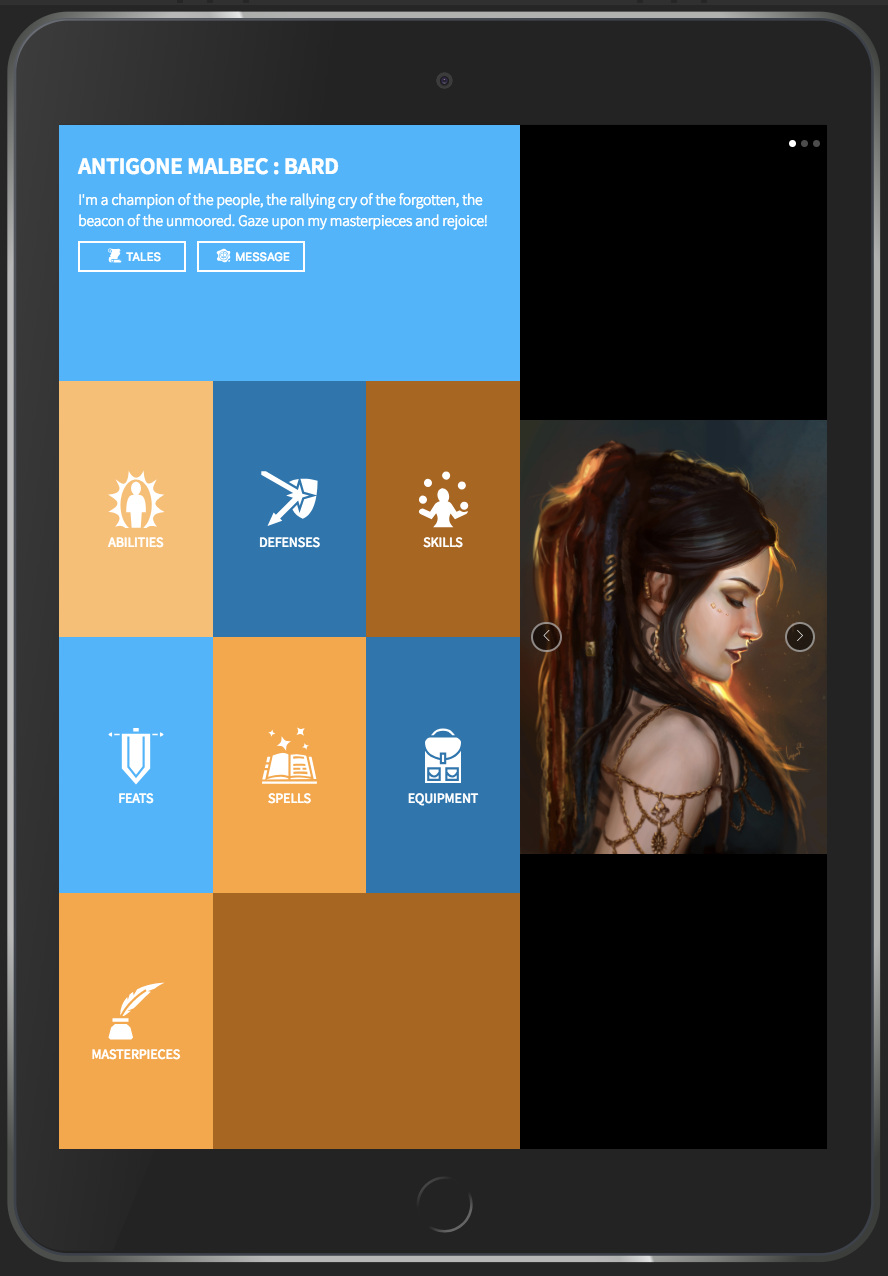 ANTIGONE MALBEC : BARD
I'm a champion of the people, the rallying cry of the forgotten, the
beacon of the unmoored. Gaze upon my masterpieces and rejoice!
TALES
MESSAGE
ABILITIES
DEFENSES
SKILLS
FEATS
SPELLS
EQUIPMENT
MASTERPIECES